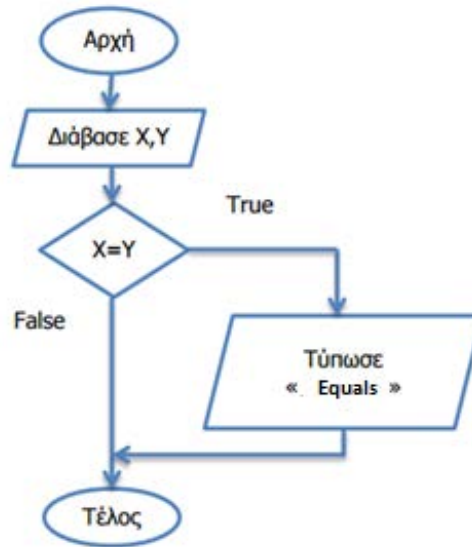 Αρχή
Διάβασε Χ,Υ
True
Χ=Υ
False
Τύπωσε
« Equals »
Τέλος